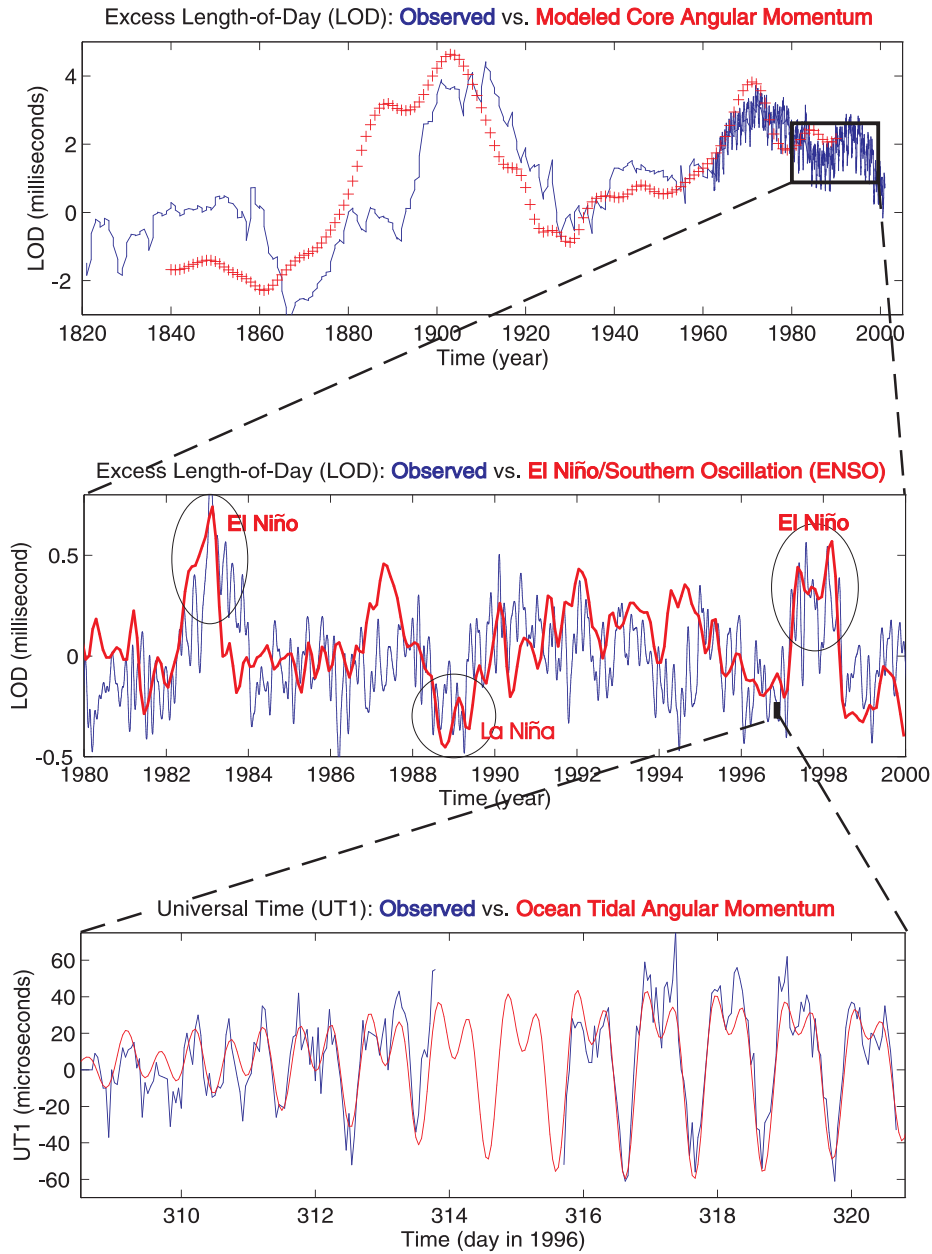 Excess Length-of-Day (LOD): Observed vs. Modeled Core Angular Momentum
LOD (milliseconds)
4
2
0
-2
1820 1840 1860 1880 1900 1920 1940 1960 1980 2000
Time (year)
Excess Length-of-Day (LOD): Observed vs. El Niño/Southern Oscillation (ENSO)
LOD (millisecond)
El Niño
El Niño
La Niña
0.5
0
-0.5
1980 1982 1984 1986 1988 1990 1992 1994 1996 1998 2000
Time (year)
Universal Time (UT1): Observed vs. Ocean Tidal Angular Momentum
UT1 (microseconds)
60
40
20
0
-20
-40
-60
310 312 314 316 318 320
Time (day in 1996)